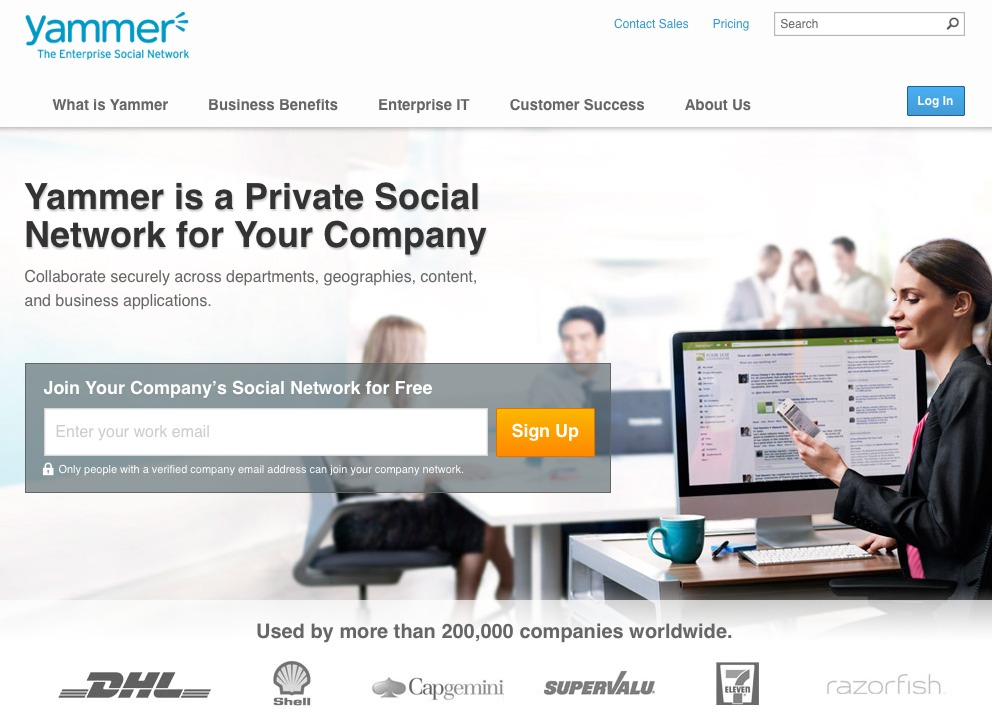 yammer
The Enterprise Social Network
Contact Sales
Pricing
Search
What is Yammer
Business Benefits
Enterprise IT
Customer Success
About Us
Log In
Yammer is a Private Social
Network for Your Company
Collaborate securely across departments, geographies, content,
and business applications.
Join Your Company's Social Network for Free
Enter your work email
Sign Up
Only people with a verified company email address can join your company network.
Used by more than 200,000 companies worldwide.
DHL
Shell
Capgemini
SUPERVALU
7 ELEVEN
razorfish